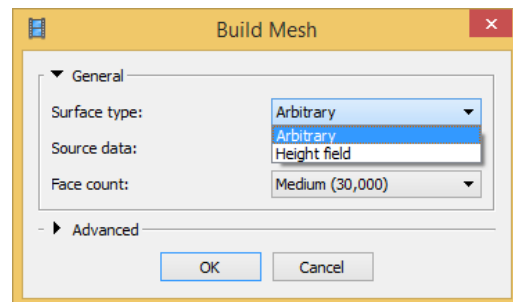 Build Mesh
General
Surface type: Arbitrary
Arbitrary
Source data: Height field
Face count: Medium (30,000)
Advanced
OK Cancel